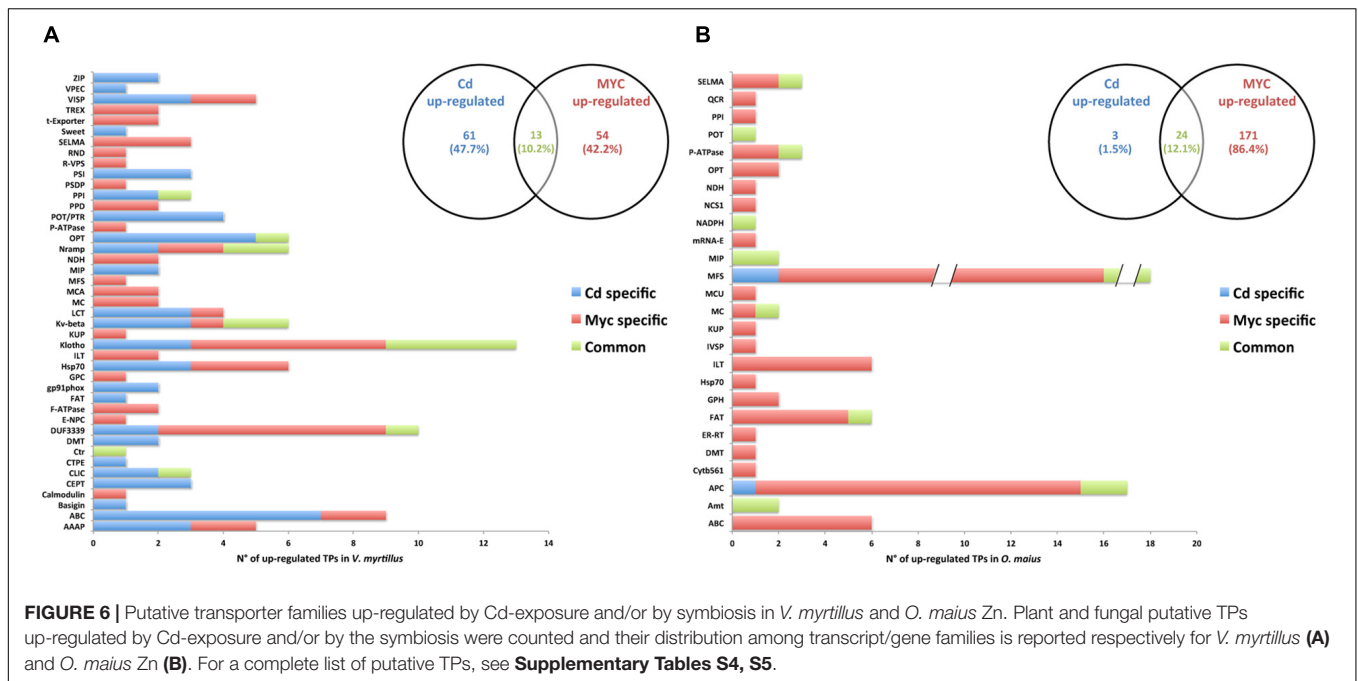 A
ZIP
VPEC
VISP
TREX
t-Exporter
Sweet
SELMA
RND
R-VPS
PSI
PSDP
PPI
PPD
POT/PTR
P-ATPase
OPT
Nramp
NDH
MIP
MFS
MCA
MC
LCT
Kv-beta
KUP
Klotho
ILT
Hsp70
GPC
gp91phox
FAT
F-ATPase
E-NPC
DUF3339
DMT
Ctr
CTPE
CLIC
CEPT
Calmodulin
Basigin
ABC
AAAP
0 2 4 6 8 10 12 14
N° of up-regulated TPs in V. myrtillus
Cd
up-regulated
MYC
up-regulated
61
(47.7%)
13
(10.2%)
54
(42.2%)
Cd specific
Myc specific
Common
B
SELMA
QCR
PPI
POT
P-ATPase
OPT
NDH
NCS1
NADPH
mRNA-E
MIP
MFS
MCU
MC
KUP
IVSP
ILT
Hsp70
GPH
FAT
ER-RT
DMT
Cytb561
APC
Amt
ABC
0 2 4 6 8 10 12 14 16 18 20
N° of up-regulated TPs in O. maius
Cd
up-regulated
MYC
up-regulated
3
(1.5%)
24
(12.1%)
171
(86.4%)
Cd specific
Myc specific
Common
FIGURE 6 | Putative transporter families up-regulated by Cd-exposure and/or by symbiosis in V. myrtillus and O. maius Zn. Plant and fungal putative TPs
up-regulated by Cd-exposure and/or by the symbiosis were counted and their distribution among transcript/gene families is reported respectively for V. myrtillus (A)
and O. maius Zn (B). For a complete list of putative TPs, see Supplementary Tables S4, S5.